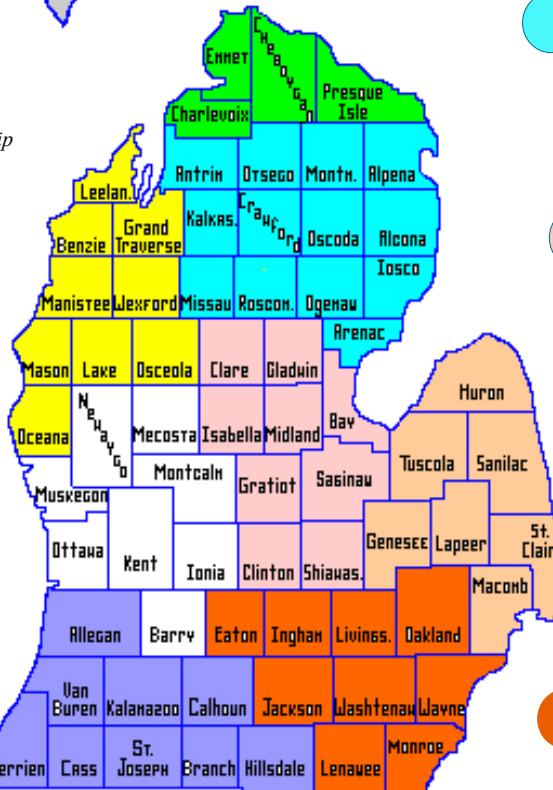 Emmet
Cheboygan
Presque
Isle
Charlevoix
ip
Antrim
Otsego
Montm.
Alpena
Leelan.
Kalkas.
Crawford
Oscoda
Alcona
Benzie
Grand
Traverse
Manistee
Wexford
Missau
Roscom.
Ogemaw
Iosco
Arenac
Mason
Lake
Osceola
Clare
Gladwin
Huron
Oceana
Newaygo
Mecosta
Isabella
Midland
Bay
Tuscola
Sanilac
Montcalm
Gratiot
Saginaw
Muskegon
Ottawa
Kent
Ionia
Clinton
Shiawas.
Genesee
Lapeer
St.
Clair
Macomb
Allegan
Barry
Eaton
Ingham
Livings.
Oakland
Van
Buren
Kalamazoo
Calhoun
Jackson
Washtenaw
Wayne
errien
Cass
St.
Joseph
Branch
Hillsdale
Lenawee
Monroe